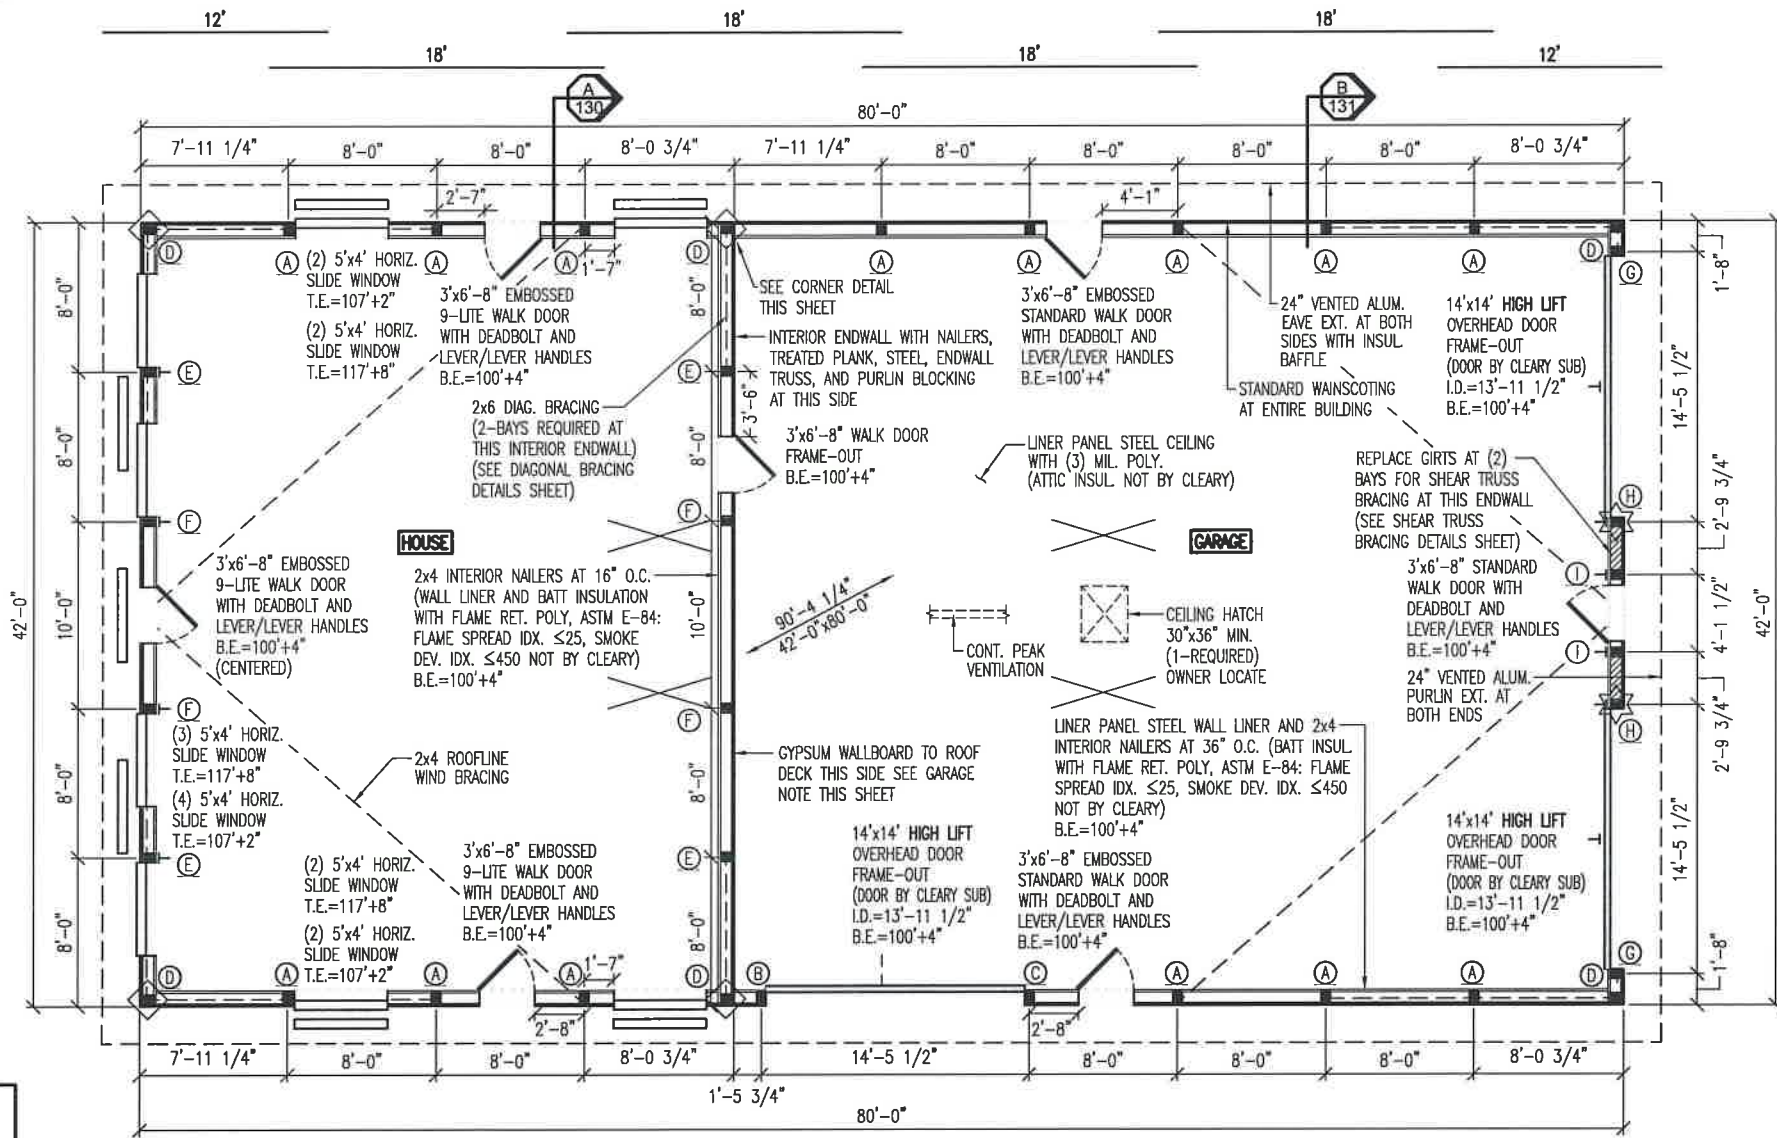 12'
18'
18'
18'
18'
12'
A
130
B
131
80'-0"
7'-11 1/4"
8'-0"
8'-0"
8'-0 3/4"
7'-11 1/4"
8'-0"
8'-0"
8'-0"
8'-0"
8'-0 3/4"
2'-7"
4'-1"
D
A
A
A
D
A
A
A
A
A
D
G
1'-7"
(2) 5'x4' HORIZ.
SLIDE WINDOW
T.E.=107'+2"
(2) 5'x4' HORIZ.
SLIDE WINDOW
T.E.=117'+8"
3'x6'-8" EMBOSSED
9-LITE WALK DOOR
WITH DEADBOLT AND
LEVER/LEVER HANDLES
B.E.=100'+4"
2x6 DIAG. BRACING
(2-BAYS REQUIRED AT
THIS INTERIOR ENDWALL)
(SEE DIAGONAL BRACING
DETAILS SHEET)
SEE CORNER DETAIL
THIS SHEET
INTERIOR ENDWALL WITH NAILERS,
TREATED PLANK, STEEL, ENDWALL
TRUSS, AND PURLIN BLOCKING
AT THIS SIDE
3'-6"
3'x6'-8" WALK DOOR
FRAME-OUT
B.E.=100'+4"
3'x6'-8" EMBOSSED
STANDARD WALK DOOR
WITH DEADBOLT AND
LEVER/LEVER HANDLES
B.E.=100'+4"
LINER PANEL STEEL CEILING
WITH (3) MIL. POLY.
(ATTIC INSUL. NOT BY CLEARY)
24" VENTED ALUM.
EAVE EXT. AT BOTH
SIDES WITH INSUL.
BAFFLE
STANDARD WAINSCOTING
AT ENTIRE BUILDING
14'x14' HIGH LIFT
OVERHEAD DOOR
FRAME-OUT
(DOOR BY CLEARY SUB)
I.D.=13'-11 1/2"
B.E.=100'+4"
REPLACE GIRTS AT (2)
BAYS FOR SHEAR TRUSS
BRACING AT THIS ENDWALL
(SEE SHEAR TRUSS
BRACING DETAILS SHEET)
42'-0"
8'-0"
8'-0"
10'-0"
8'-0"
8'-0"
E
F
F
E
8'-0"
8'-0"
10'-0"
8'-0"
8'-0"
E
F
F
E
HOUSE
GARAGE
3'x6'-8" EMBOSSED
9-LITE WALK DOOR
WITH DEADBOLT AND
LEVER/LEVER HANDLES
B.E.=100'+4"
(CENTERED)
2x4 INTERIOR NAILERS AT 16" O.C.
(WALL LINER AND BATT INSULATION
WITH FLAME RET. POLY, ASTM E-84:
FLAME SPREAD IDX. ≤25, SMOKE
DEV. IDX. ≤450 NOT BY CLEARY)
B.E.=100'+4"
90'-4 1/4"
42'-0"x80'-0"
CONT. PEAK
VENTILATION
CEILING HATCH
30"x36" MIN.
(1-REQUIRED)
OWNER LOCATE
3'x6'-8" STANDARD
WALK DOOR WITH
DEADBOLT AND
LEVER/LEVER HANDLES
B.E.=100'+4"
24" VENTED ALUM.
PURLIN EXT. AT
BOTH ENDS
H
I
I
H
1'-8"
14'-5 1/2"
2'-9 3/4"
4'-1 1/2"
2'-9 3/4"
14'-5 1/2"
1'-8"
42'-0"
(3) 5'x4' HORIZ.
SLIDE WINDOW
T.E.=117'+8"
(4) 5'x4' HORIZ.
SLIDE WINDOW
T.E.=107'+2"
2x4 ROOFLINE
WIND BRACING
GYPSUM WALLBOARD TO ROOF
DECK THIS SIDE SEE GARAGE
NOTE THIS SHEET
LINER PANEL STEEL WALL LINER AND 2x4
INTERIOR NAILERS AT 36" O.C. (BATT INSUL.
WITH FLAME RET. POLY, ASTM E-84: FLAME
SPREAD IDX. ≤25, SMOKE DEV. IDX. ≤450
NOT BY CLEARY)
B.E.=100'+4"
(2) 5'x4' HORIZ.
SLIDE WINDOW
T.E.=117'+8"
(2) 5'x4' HORIZ.
SLIDE WINDOW
T.E.=107'+2"
3'x6'-8" EMBOSSED
9-LITE WALK DOOR
WITH DEADBOLT AND
LEVER/LEVER HANDLES
B.E.=100'+4"
14'x14' HIGH LIFT
OVERHEAD DOOR
FRAME-OUT
(DOOR BY CLEARY SUB)
I.D.=13'-11 1/2"
B.E.=100'+4"
3'x6'-8" EMBOSSED
STANDARD WALK DOOR
WITH DEADBOLT AND
LEVER/LEVER HANDLES
B.E.=100'+4"
14'x14' HIGH LIFT
OVERHEAD DOOR
FRAME-OUT
(DOOR BY CLEARY SUB)
I.D.=13'-11 1/2"
B.E.=100'+4"
D
A
A
A
1'-7"
D
B
C
A
A
A
D
G
2'-8"
2'-8"
7'-11 1/4"
8'-0"
8'-0"
8'-0 3/4"
14'-5 1/2"
8'-0"
8'-0"
8'-0"
8'-0 3/4"
1'-5 3/4"
80'-0"